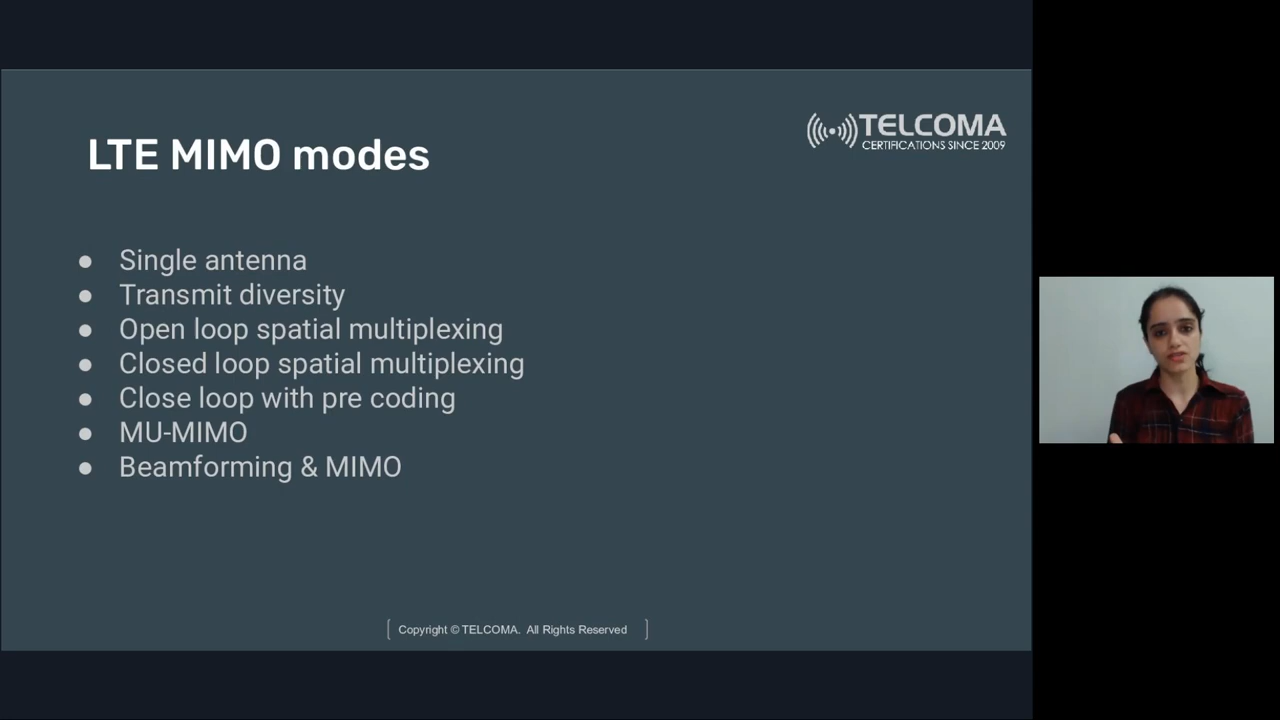 TELCOMA
CERTIFICATIONS SINCE 2009
LTE MIMO modes
● Single antenna
● Transmit diversity
● Open loop spatial multiplexing
● Closed loop spatial multiplexing
● Close loop with pre coding
● MU-MIMO
● Beamforming & MIMO
Copyright © TELCOMA. All Rights Reserved